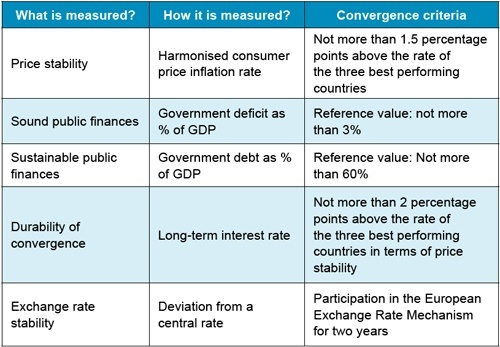 What is measured?
How it is measured?
Convergence criteria
Price stability
Harmonised consumer
price inflation rate
Not more than 1.5 percentage
points above the rate of
the three best performing
countries
Sound public finances
Government deficit as
% of GDP
Reference value: not more
than 3%
Sustainable public
finances
Government debt as %
of GDP
Reference value: Not more
than 60%
Durability of
convergence
Long-term interest rate
Not more than 2 percentage
points above the rate of
the three best performing
countries in terms of price
stability
Exchange rate
stability
Deviation from a
central rate
Participation in the European
Exchange Rate Mechanism
for two years